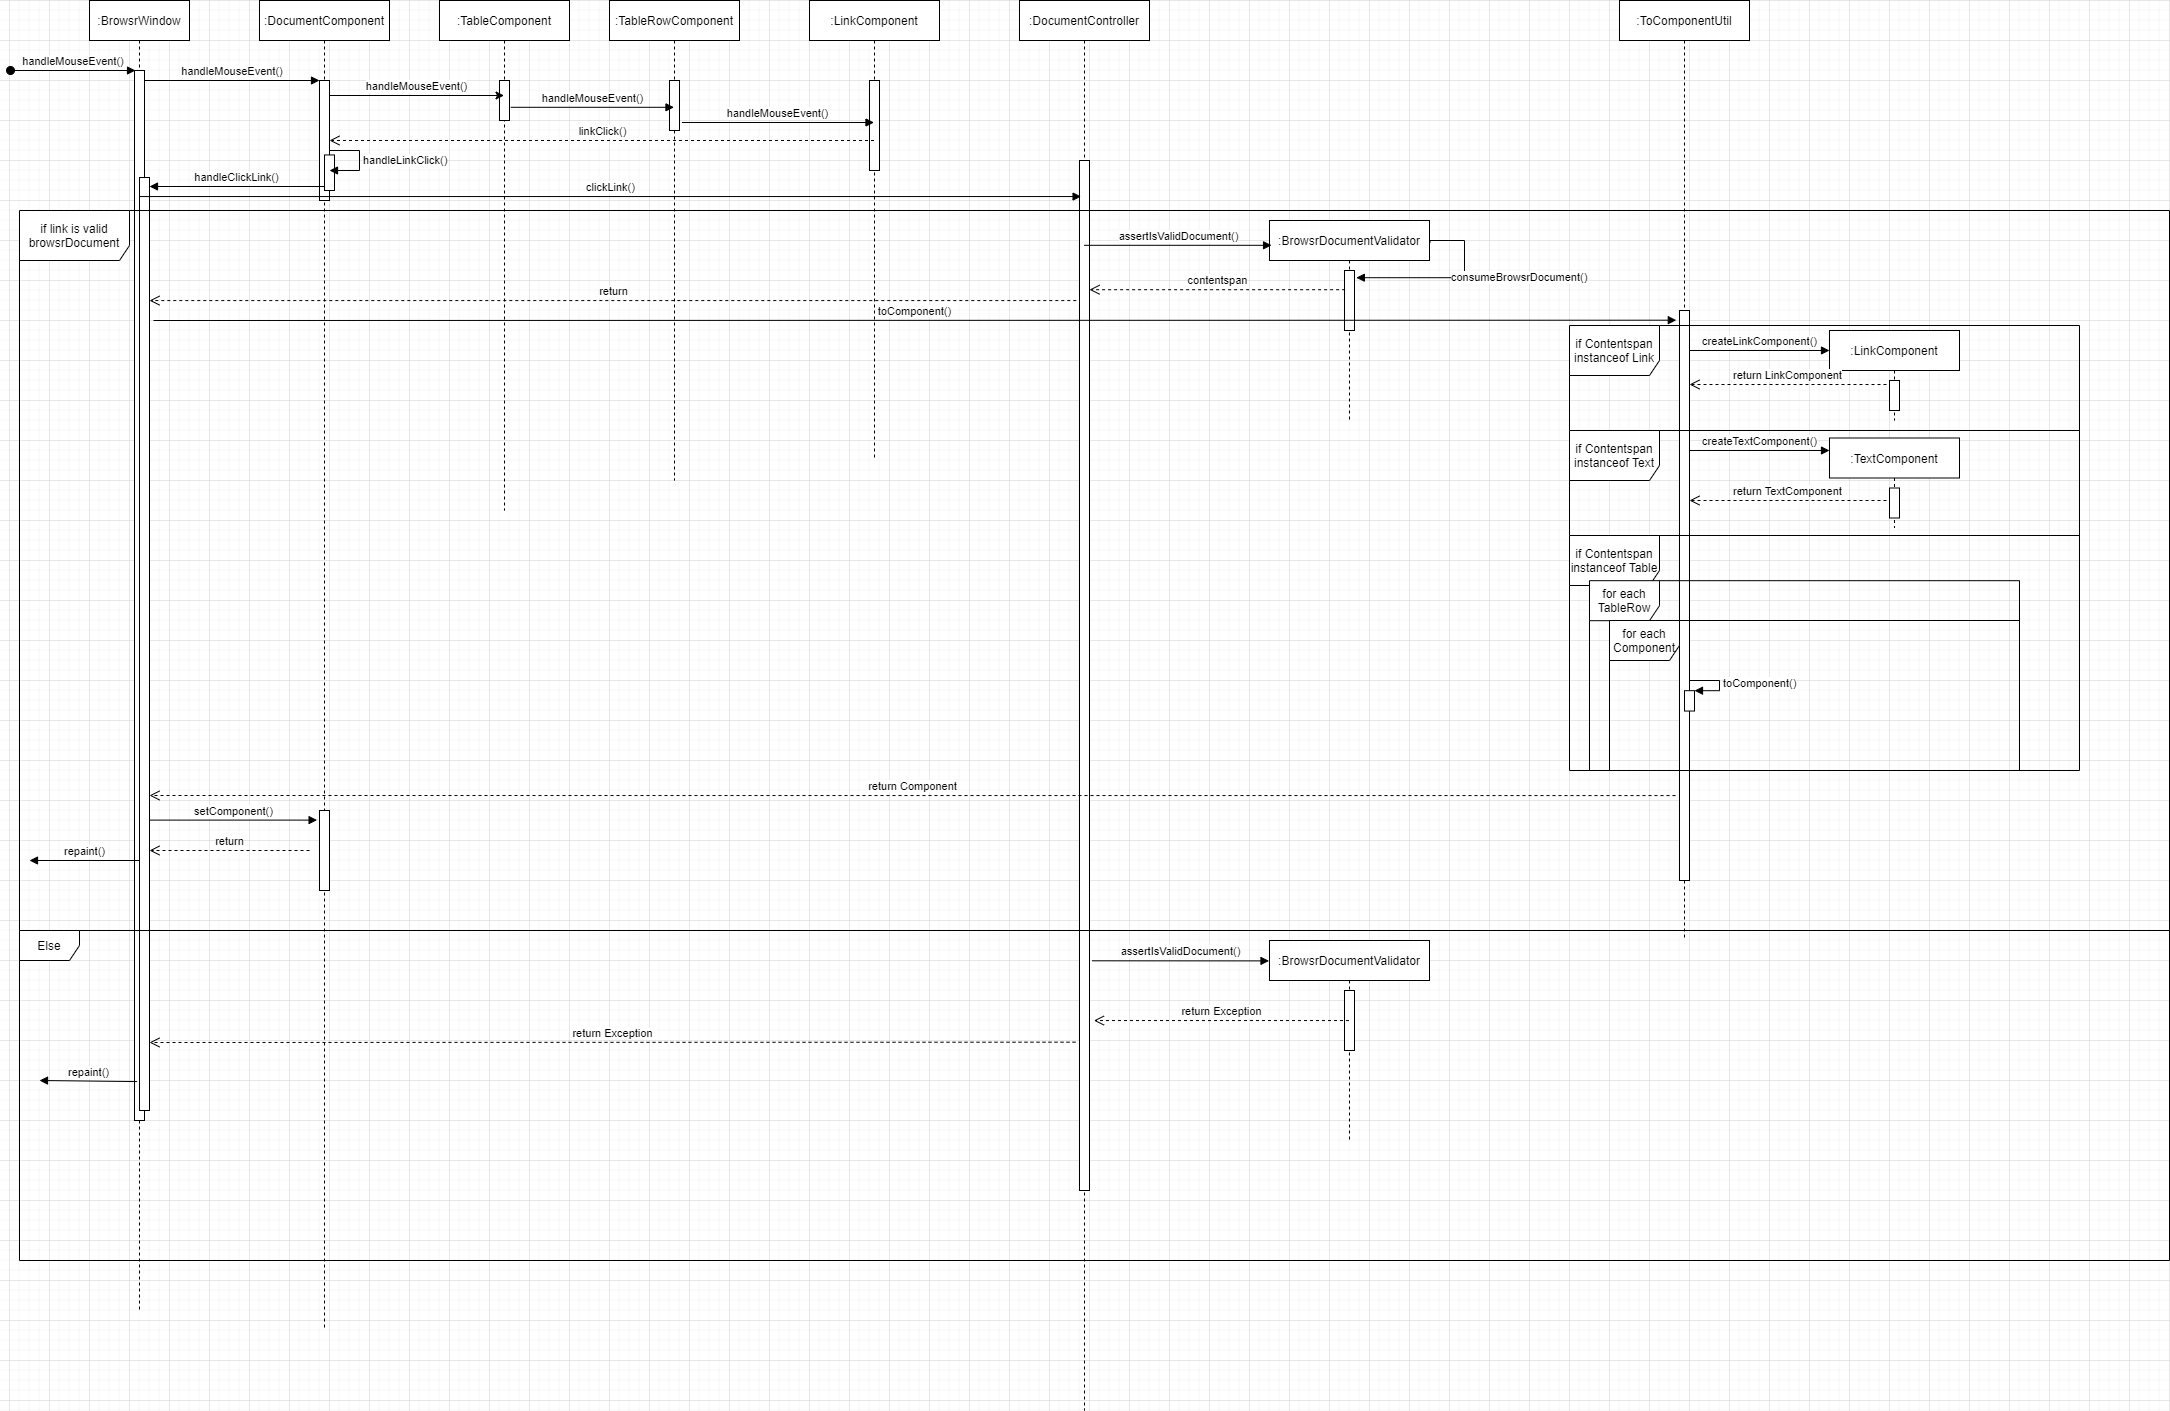 :BrowsrWindow
:DocumentComponent
:TableComponent
:TableRowComponent
:LinkComponent
:DocumentController
:ToComponentUtil
handleMouseEvent()
handleMouseEvent()
handleMouseEvent()
handleMouseEvent()
handleMouseEvent()
linkClick()
handleLinkClick()
handleClickLink()
clickLink()
if link is valid
browsrDocument
assertIsValidDocument()
:BrowsrDocumentValidator
consumeBrowsrDocument()
contentspan
return
toComponent()
if Contentspan
instanceof Link
createLinkComponent()
:LinkComponent
return LinkComponent
if Contentspan
instanceof Text
createTextComponent()
:TextComponent
return TextComponent
if Contentspan
instanceof Table
for each
TableRow
for each
Component
toComponent()
return Component
setComponent()
return
repaint()
Else
assertIsValidDocument()
:BrowsrDocumentValidator
return Exception
return Exception
repaint()